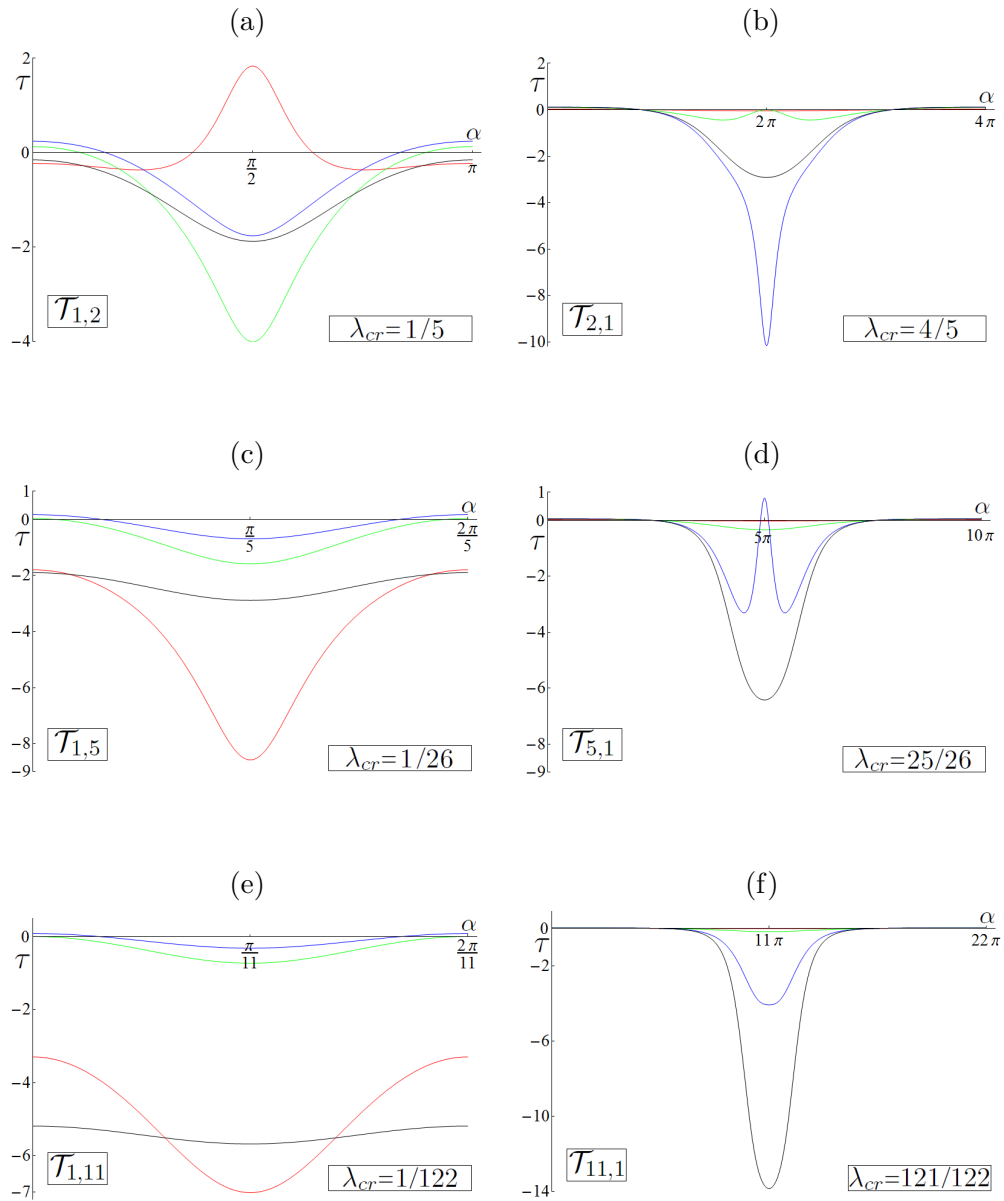 (a)
2
τ
α
0
π/2
π
−2
𝒯1,2
λcr=1/5
−4
(b)
2
τ
α
0
2π
4π
−2
−4
−6
−8
𝒯2,1
λcr=4/5
−10
(c)
1
α
0
τ
π/5
2π/5
−2
−4
−6
𝒯1,5
−8
λcr=1/26
−9
(d)
1
α
0
τ
5π
10π
−2
−4
−6
𝒯5,1
−8
λcr=25/26
−9
(e)
α
0
τ
π/11
2π/11
−2
−4
−6
𝒯1,11
λcr=1/122
−7
(f)
α
0
τ
11π
22π
−2
−6
−10
𝒯11,1
λcr=121/122
−14